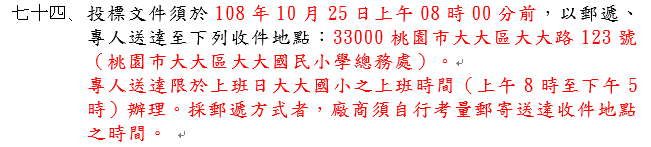 七十四、投標文件須於 108 年 10 月 25 日上午 08 時 00 分前，以郵遞、
專人送達至下列收件地點：33000 桃園市大大區大大路 123 號
（桃園市大大區大大國民小學總務處）。
專人送達限於上班日大大國小之上班時間（上午 8 時至下午 5
時）辦理。採郵遞方式者，廠商須自行考量郵寄送達收件地點
之時間。